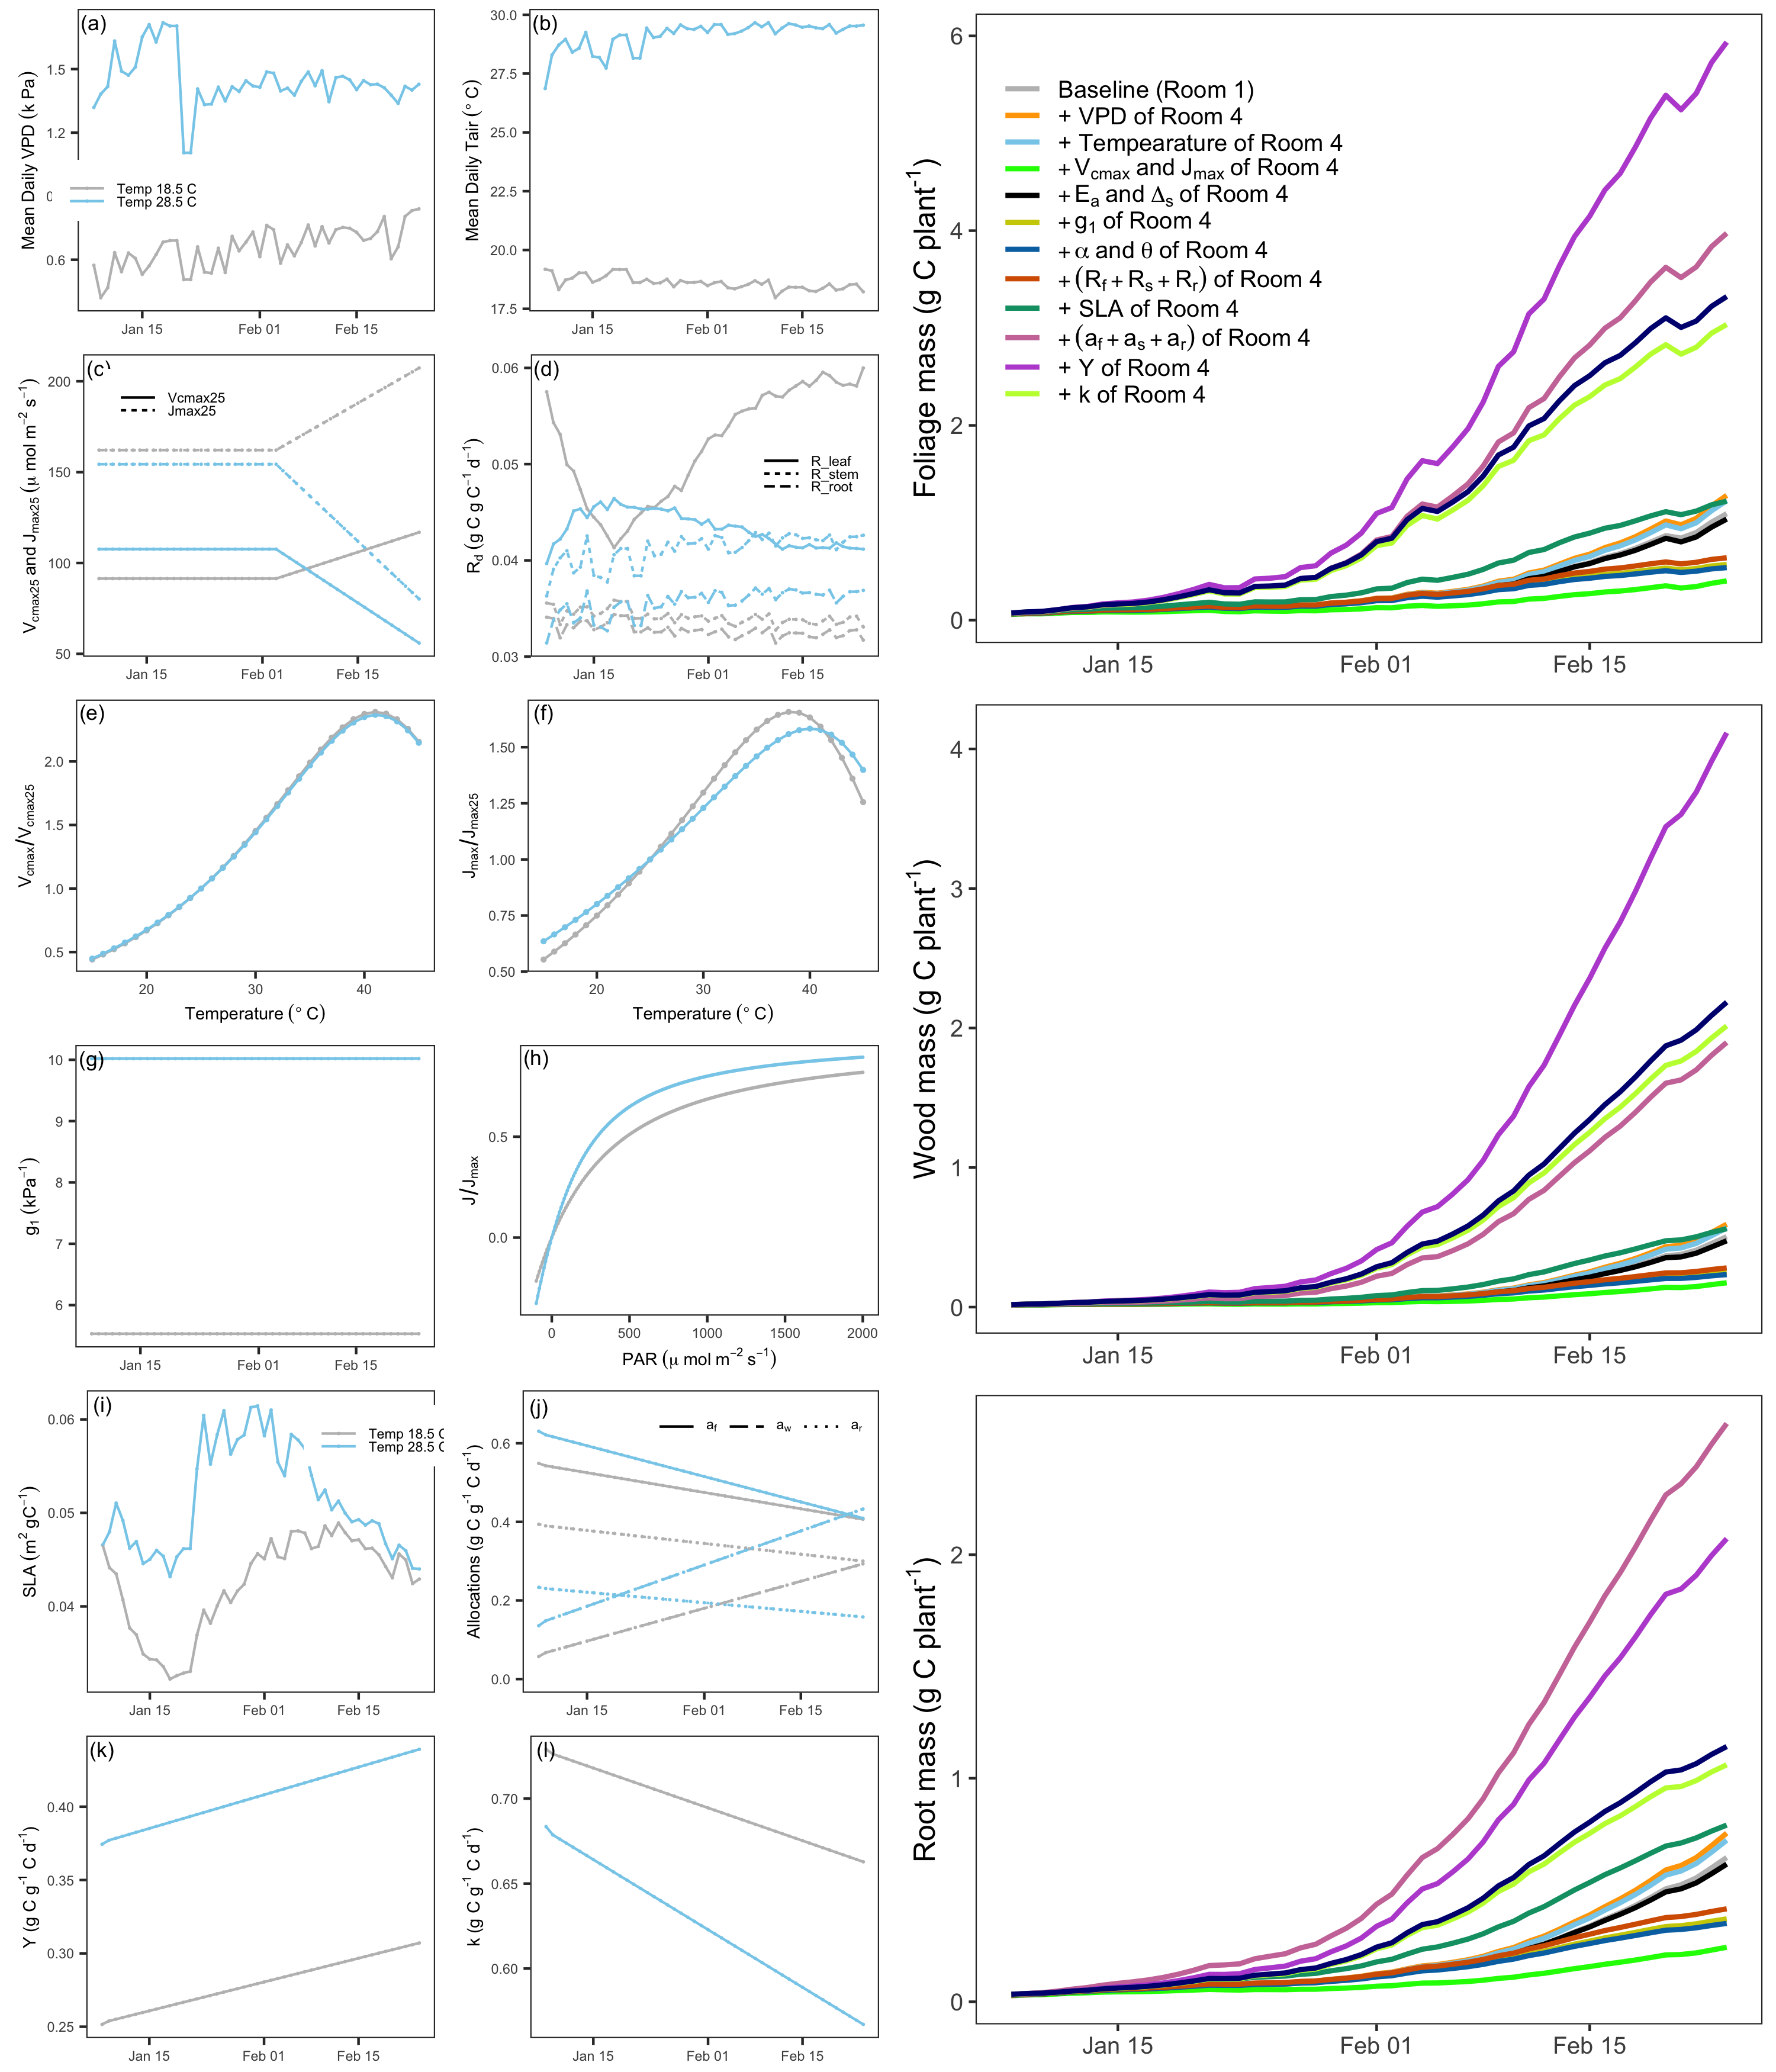 (a)
Mean Daily VPD (k Pa)
1.5
1.2
0.6
Temp 18.5 C
Temp 28.5 C
Jan 15
Feb 01
Feb 15
(b)
Mean Daily Tair (° C)
30.0
27.5
25.0
22.5
20.0
17.5
Jan 15
Feb 01
Feb 15
(c)
Vcmax25 and Jmax25 (μ mol m−2 s−1)
200
150
100
50
Vcmax25
Jmax25
Jan 15
Feb 01
Feb 15
(d)
Rd (g C g C−1 d−1)
0.06
0.05
0.04
0.03
R_leaf
R_stem
R_root
Jan 15
Feb 01
Feb 15
(e)
Vcmax/Vcmax25
2.0
1.5
1.0
0.5
20
30
40
Temperature (° C)
(f)
Jmax/Jmax25
1.50
1.25
1.00
0.75
0.50
20
30
40
Temperature (° C)
(g)
g1 (kPa−1)
10
9
8
7
6
Jan 15
Feb 01
Feb 15
(h)
J/Jmax
0.5
0.0
0
500
1000
1500
2000
PAR (μ mol m−2 s−1)
(i)
SLA (m2 gC−1)
0.06
0.05
0.04
Temp 18.5 C
Temp 28.5 C
Jan 15
Feb 01
Feb 15
(j)
Allocations (g C g-1 C d-1)
0.6
0.4
0.2
0.0
af
aw
ar
Jan 15
Feb 01
Feb 15
(k)
Y (g C g-1 C d-1)
0.40
0.35
0.30
0.25
Jan 15
Feb 01
Feb 15
(l)
k (g C g-1 C d-1)
0.70
0.65
0.60
Jan 15
Feb 01
Feb 15
Foliage mass (g C plant-1)
6
4
2
0
Baseline (Room 1)
+ VPD of Room 4
+ Tempearature of Room 4
+Vcmax and Jmax of Room 4
+Ea and Δs of Room 4
+g1 of Room 4
+α and θ of Room 4
+(Rf+Rs+Rr) of Room 4
+ SLA of Room 4
+(af+as+ar) of Room 4
+ Y of Room 4
+ k of Room 4
Jan 15
Feb 01
Feb 15
Wood mass (g C plant-1)
4
3
2
1
0
Jan 15
Feb 01
Feb 15
Root mass (g C plant-1)
2
1
0
Jan 15
Feb 01
Feb 15